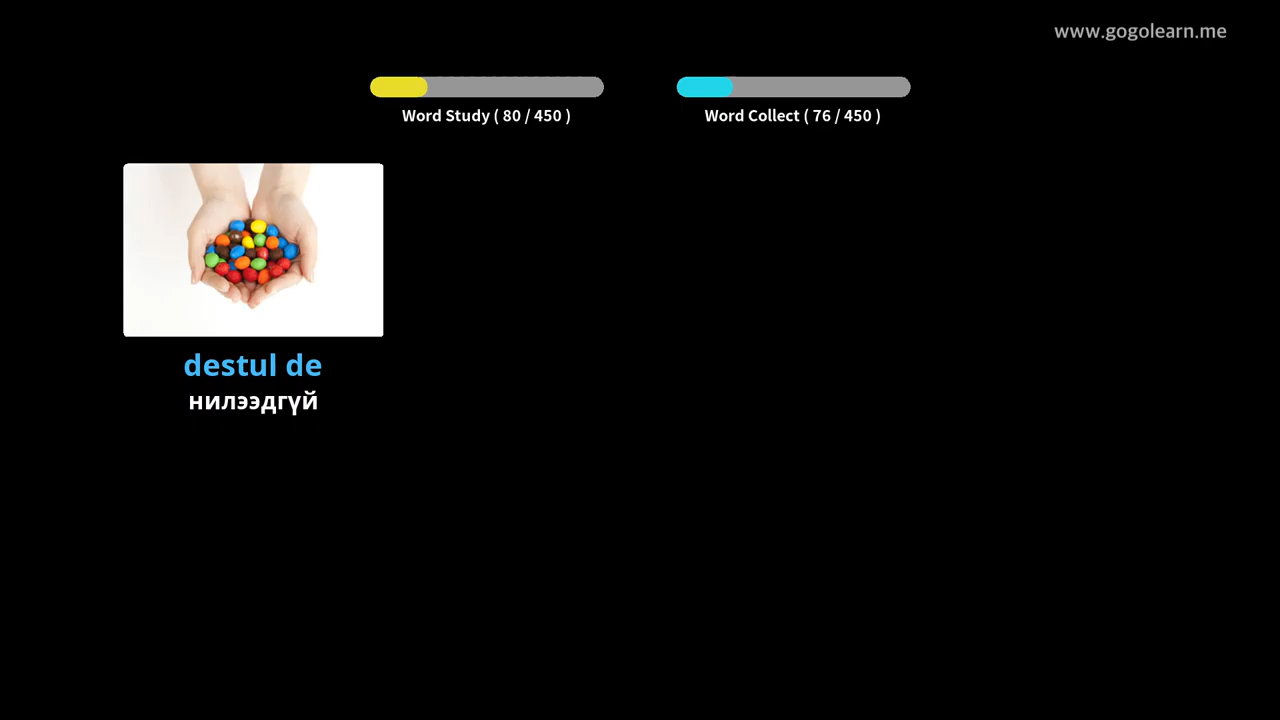 www.gogolearn.me
Word Study ( 80 / 450 )
Word Collect ( 76 / 450 )
destul de
нилээдгүй